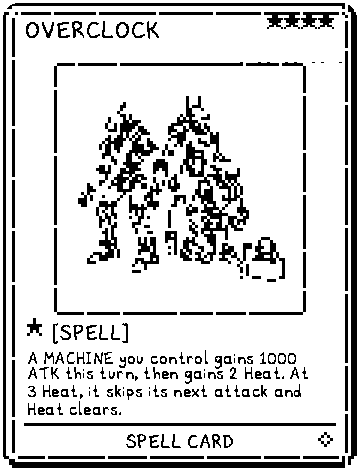 OVERCLOCK
★★★★
★ [SPELL]
A MACHINE you control gains 1000
ATK this turn, then gains 2 Heat. At
3 Heat, it skips its next attack and
Heat clears.
SPELL CARD